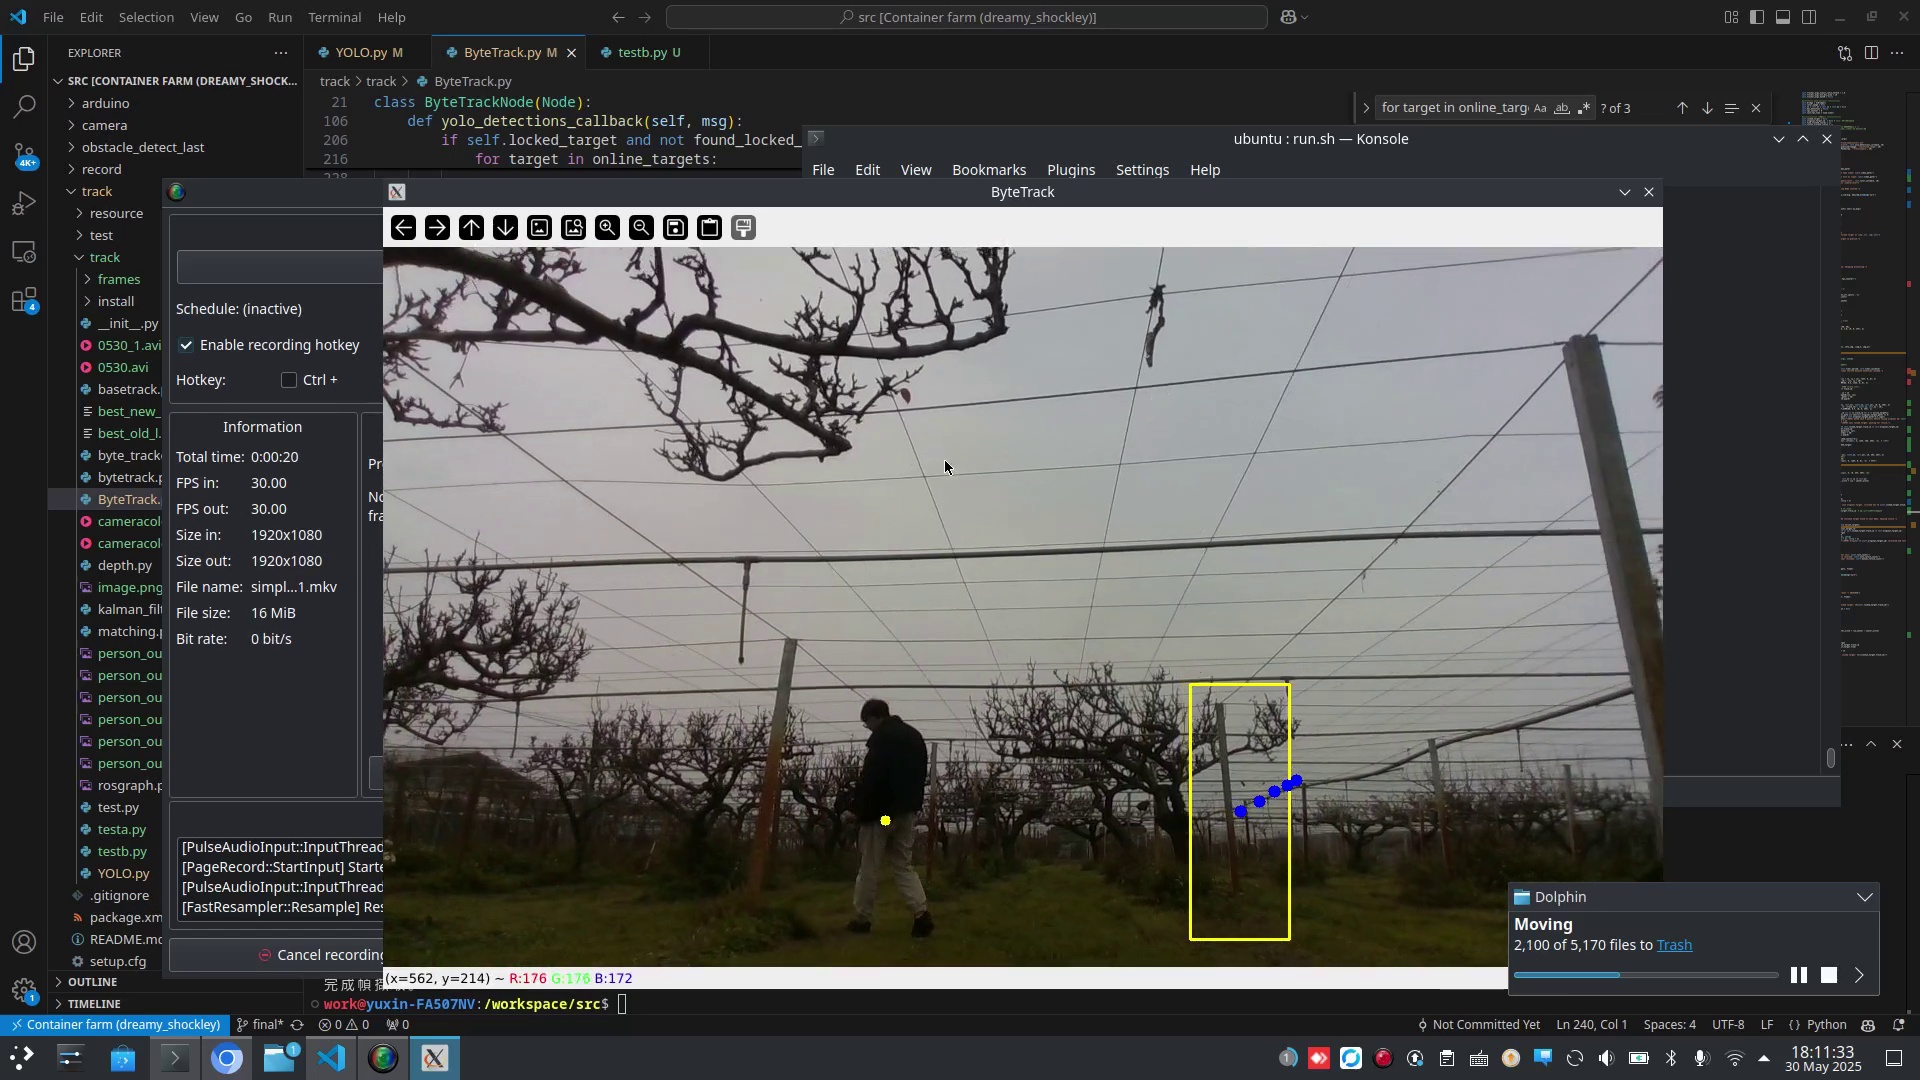 File Edit Selection View Go Run Terminal Help
src [Container farm (dreamy_shockley)]
EXPLORER
YOLO.py M
ByteTrack.py M
testb.py U
SRC [CONTAINER FARM (DREAMY_SHOCK...
track > track > ByteTrack.py
arduino
camera
obstacle_detect_last
record
track
resource
test
track
frames
install
__init__.py
0530_1.avi
0530.avi
basetrack.
best_new_
best_old_l.
byte_track
bytetrack.p
ByteTrack.
cameracol
cameracol
depth.py
image.png
kalman_filt
matching.p
person_ou
person_ou
person_ou
person_ou
person_ou
person_ou
rosgraph.p
test.py
testa.py
testb.py
YOLO.py
.gitignore
package.xm
README.md
setup.cfg
OUTLINE
TIMELINE
4K+
4
1
21 class ByteTrackNode(Node):
106 def yolo_detections_callback(self, msg):
206 if self.locked_target and not found_locked_
216 for target in online_targets:
for target in online_targ
Aa ab .*
? of 3
ubuntu : run.sh — Konsole
File Edit View Bookmarks Plugins Settings Help
ByteTrack
Schedule: (inactive)
Enable recording hotkey
Hotkey: Ctrl +
Information
Total time: 0:00:20
FPS in: 30.00
FPS out: 30.00
Size in: 1920x1080
Size out: 1920x1080
File name: simpl...1.mkv
File size: 16 MiB
Bit rate: 0 bit/s
Pr
No
fra
[PulseAudioInput::InputThread
[PageRecord::StartInput] Starte
[PulseAudioInput::InputThread
[FastResampler::Resample] Res
Cancel recording
(x=562, y=214) ~ R:176 G:176 B:172
work@yuxin-FA507NV:/workspace/src$
Dolphin
Moving
2,100 of 5,170 files to Trash
Container farm (dreamy_shockley)
final*
0 0
0
Not Committed Yet
Ln 240, Col 1
Spaces: 4
UTF-8
LF
{} Python
1
1
18:11:33
30 May 2025